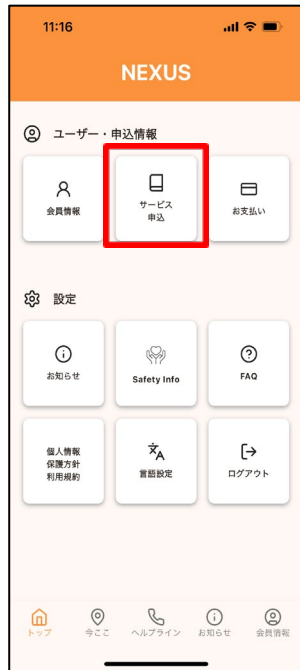 11:16
NEXUS
ユーザー・申込情報
会員情報
サービス
申込
お支払い
設定
お知らせ
Safety Info
FAQ
個人情報
保護方針
利用規約
言語設定
ログアウト
トップ
今ここ
ヘルプライン
お知らせ
会員情報